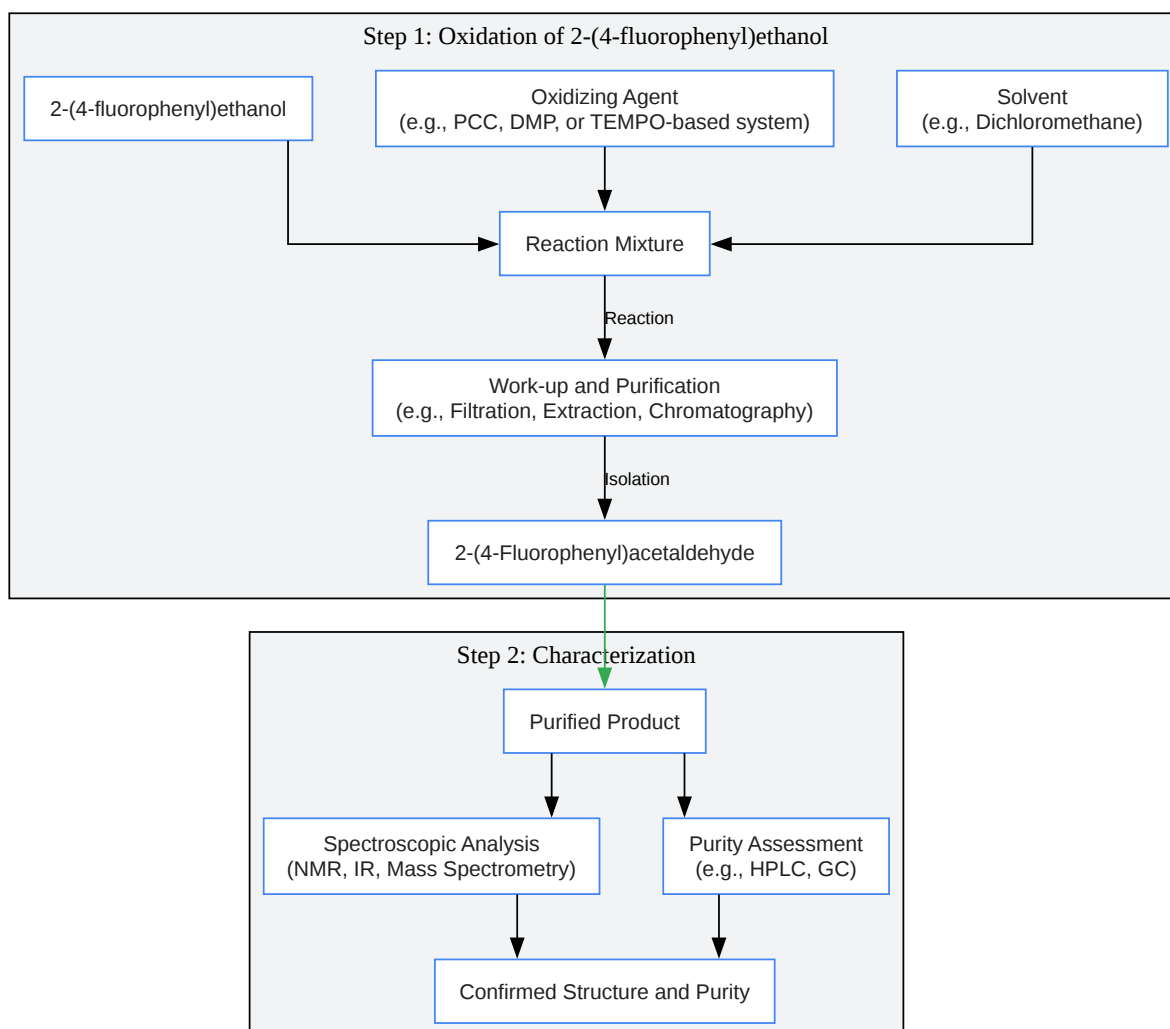 Step 1: Oxidation of 2-(4-fluorophenyl)ethanol
2-(4-fluorophenyl)ethanol
Oxidizing Agent
(e.g., PCC, DMP, or TEMPO-based system)
Solvent
(e.g., Dichloromethane)
Reaction Mixture
Reaction
Work-up and Purification
(e.g., Filtration, Extraction, Chromatography)
Isolation
2-(4-Fluorophenyl)acetaldehyde
Step 2: Characterization
Purified Product
Spectroscopic Analysis
(NMR, IR, Mass Spectrometry)
Purity Assessment
(e.g., HPLC, GC)
Confirmed Structure and Purity